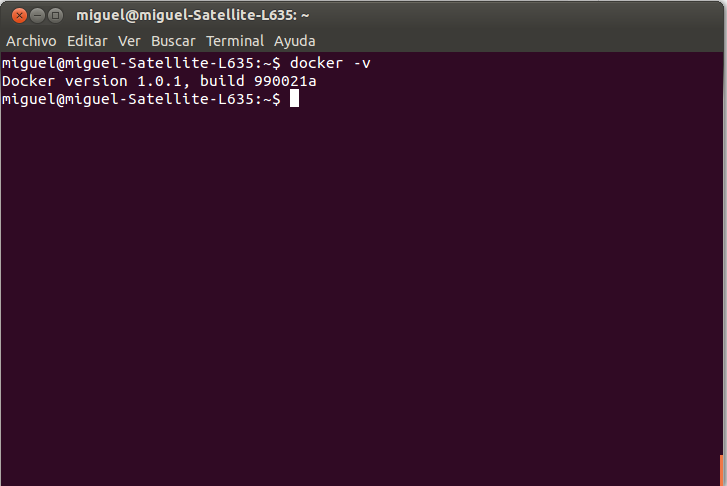 miguel@miguel-Satellite-L635: ~
Archivo Editar Ver Buscar Terminal Ayuda
miguel@miguel-Satellite-L635:~$ docker -v
Docker version 1.0.1, build 990021a
miguel@miguel-Satellite-L635:~$